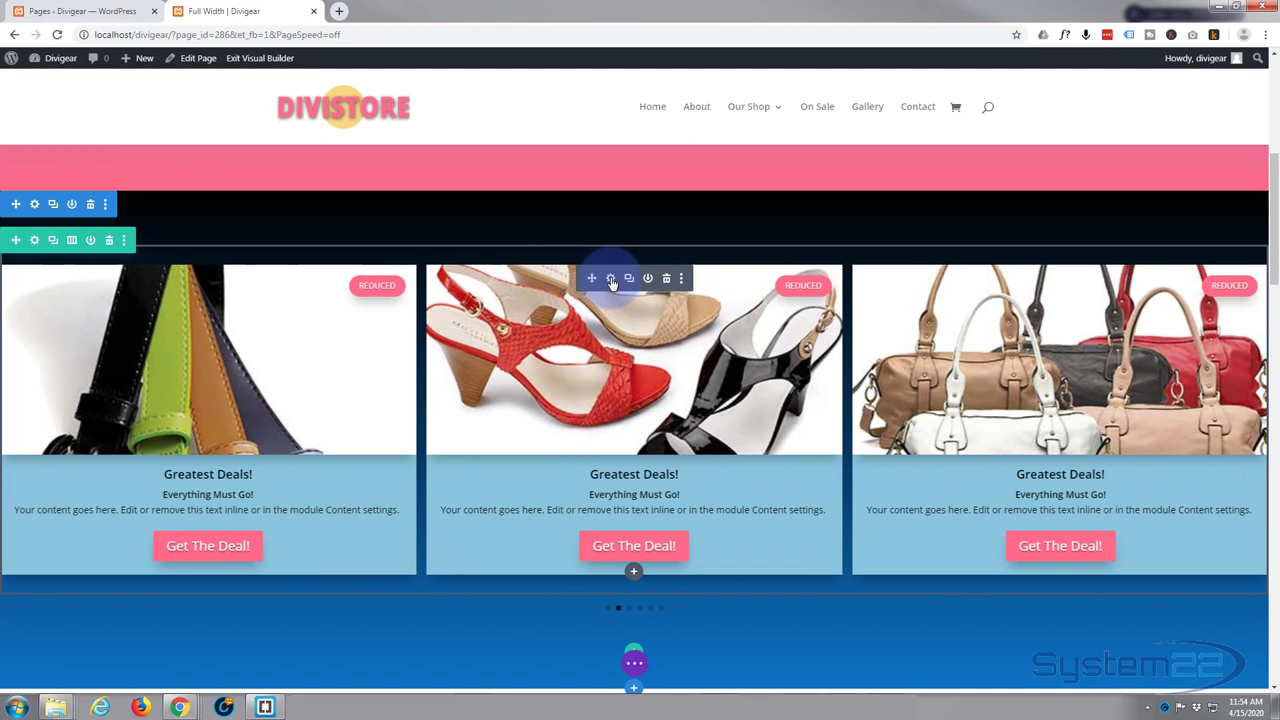 Pages ‹ Divigear — WordPress
Full Width | Divigear
localhost/divigear/?page_id=286&et_fb=1&PageSpeed=off
Divigear 0 New Edit Page Exit Visual Builder Howdy, divigear
DIVISTORE
Home About Our Shop On Sale Gallery Contact
REDUCED
REDUCED
REDUCED
Greatest Deals!
Everything Must Go!
Your content goes here. Edit or remove this text inline or in the module Content settings.
Get The Deal!
Greatest Deals!
Everything Must Go!
Your content goes here. Edit or remove this text inline or in the module Content settings.
Get The Deal!
Greatest Deals!
Everything Must Go!
Your content goes here. Edit or remove this text inline or in the module Content settings.
Get The Deal!
System22
11:54 AM
4/15/2020